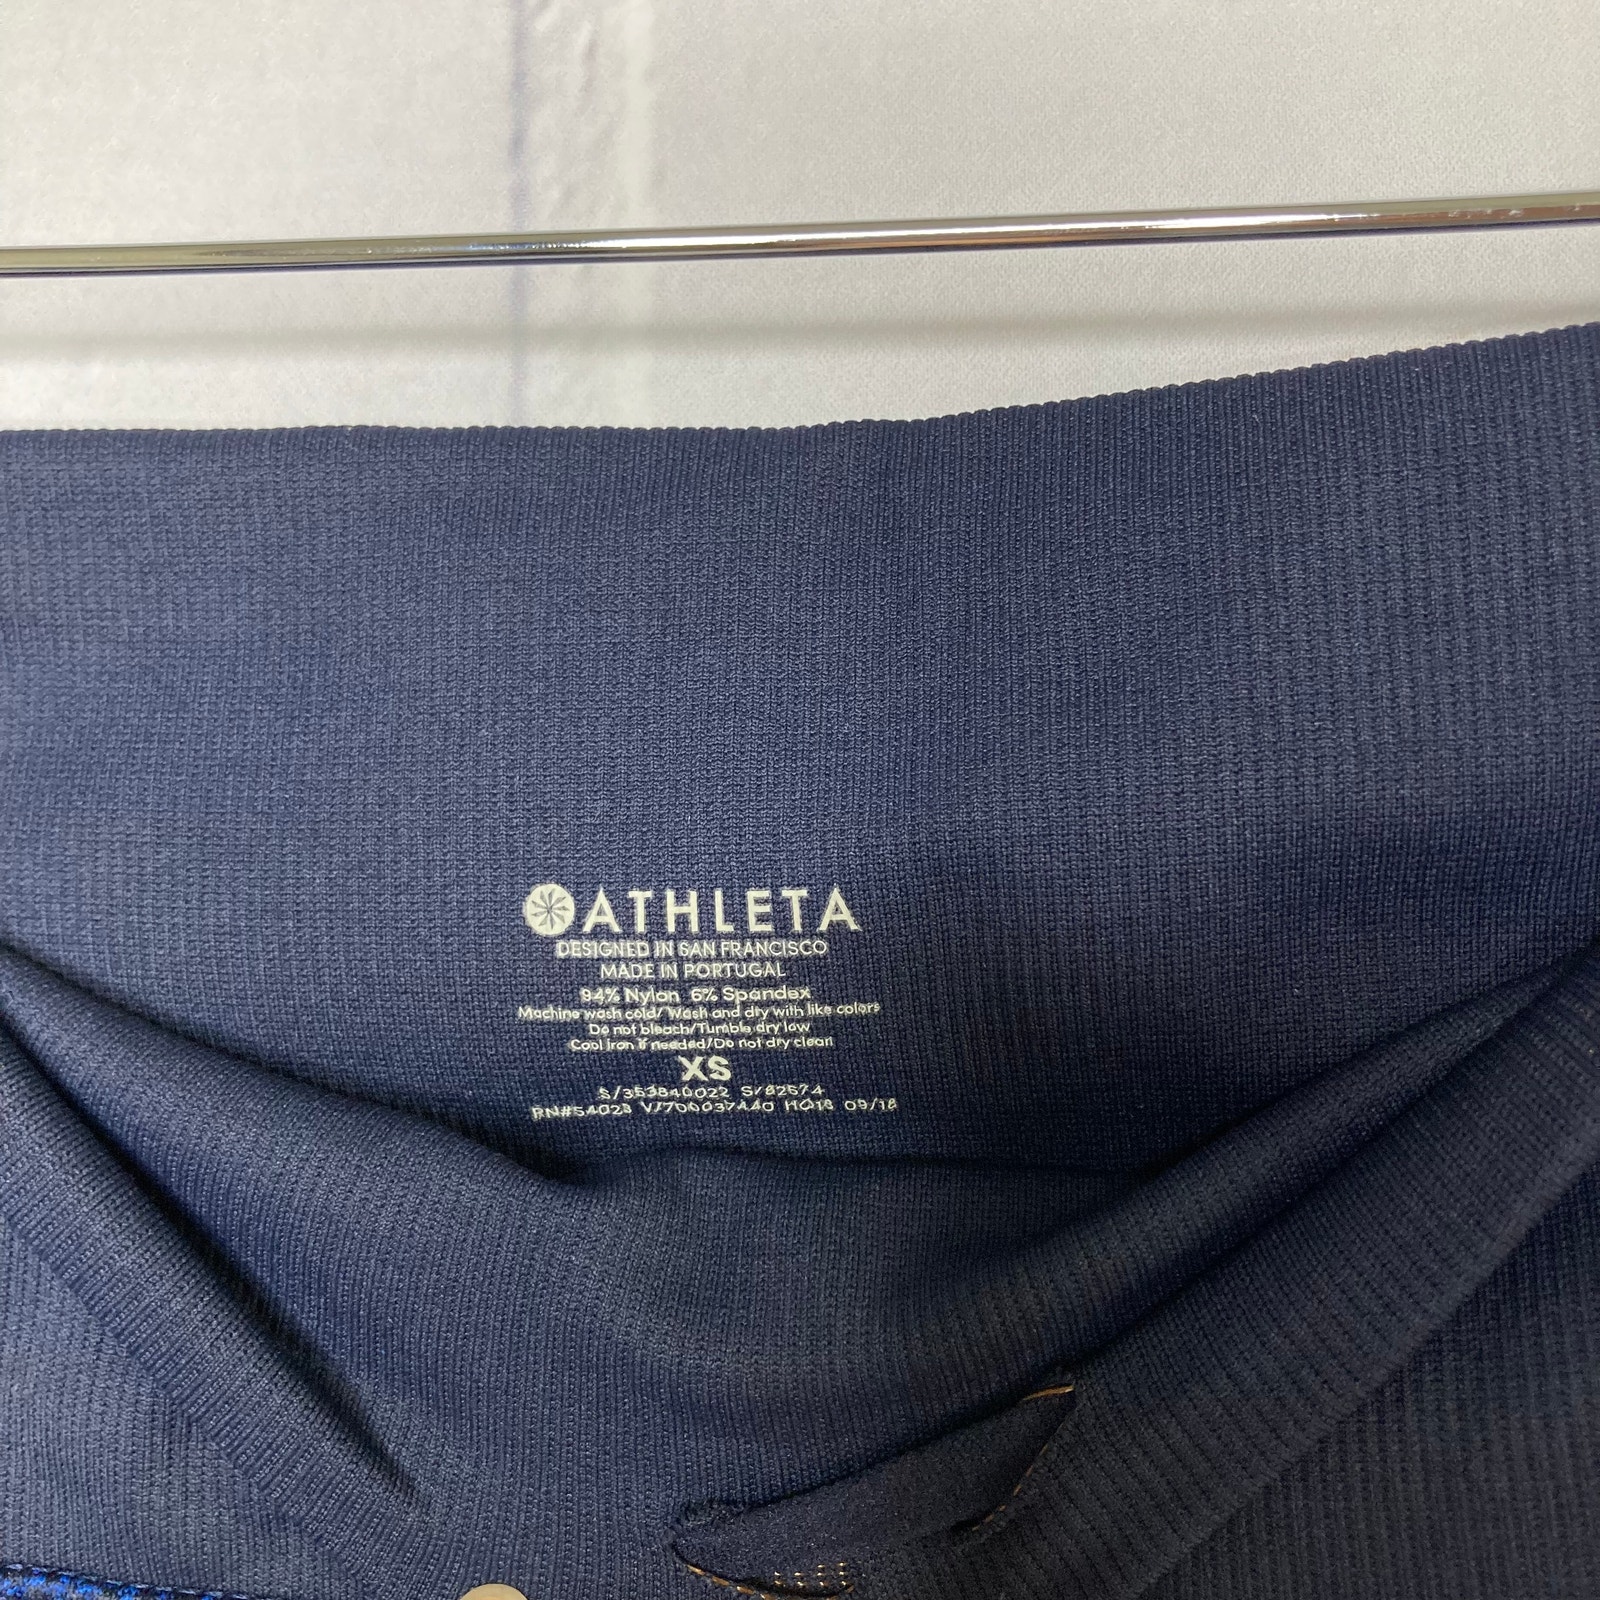 ATHLETA
DESIGNED IN SAN FRANCISCO
MADE IN PORTUGAL
94% Nylon 6% Spandex
Machine wash cold/Wash and dry with like colors
Do not bleach/Tumble dry low
Cool iron if needed/Do not dry clean
XS
S/353840022 S/82574
RN#54023 V/700037440 HO18 09/18